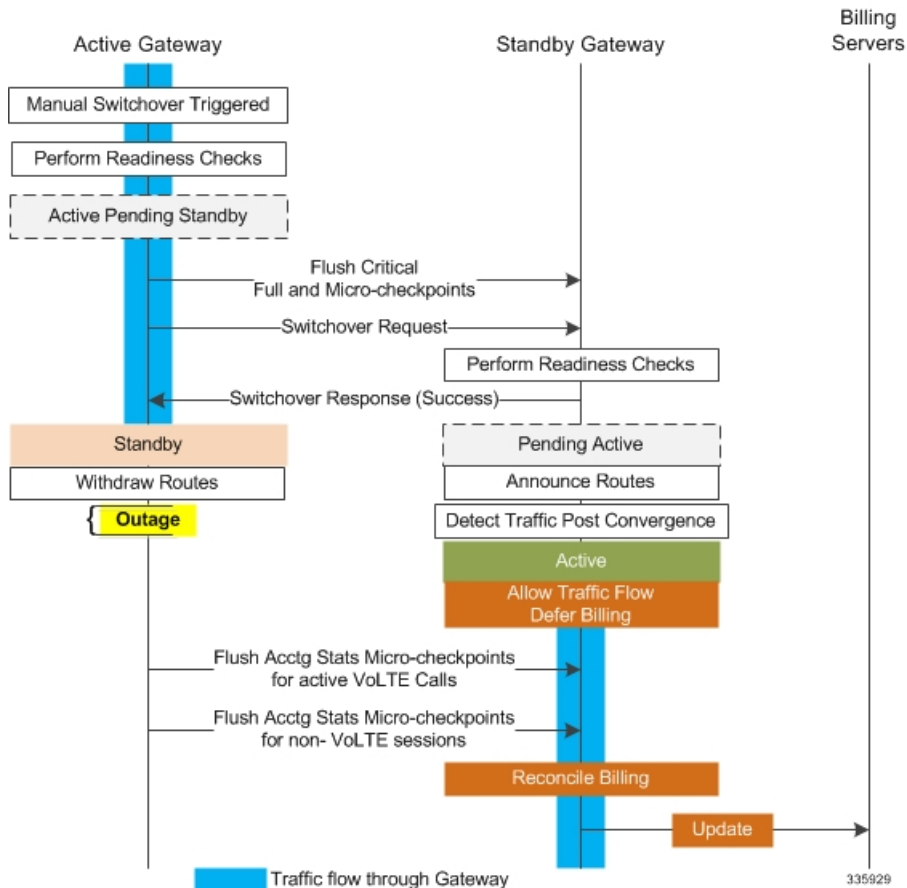 Billing
Servers
Active Gateway
Standby Gateway
Manual Switchover Triggered
Perform Readiness Checks
Active Pending Standby
Flush Critical
Full and Micro-checkpoints
Switchover Request
Perform Readiness Checks
Switchover Response (Success)
Standby
Pending Active
Withdraw Routes
Announce Routes
{ Outage
Detect Traffic Post Convergence
Active
Allow Traffic Flow
Defer Billing
Flush Acctg Stats Micro-checkpoints
for active VoLTE Calls
Flush Acctg Stats Micro-checkpoints
for non- VoLTE sessions
Reconcile Billing
Update
Traffic flow through Gateway
335929